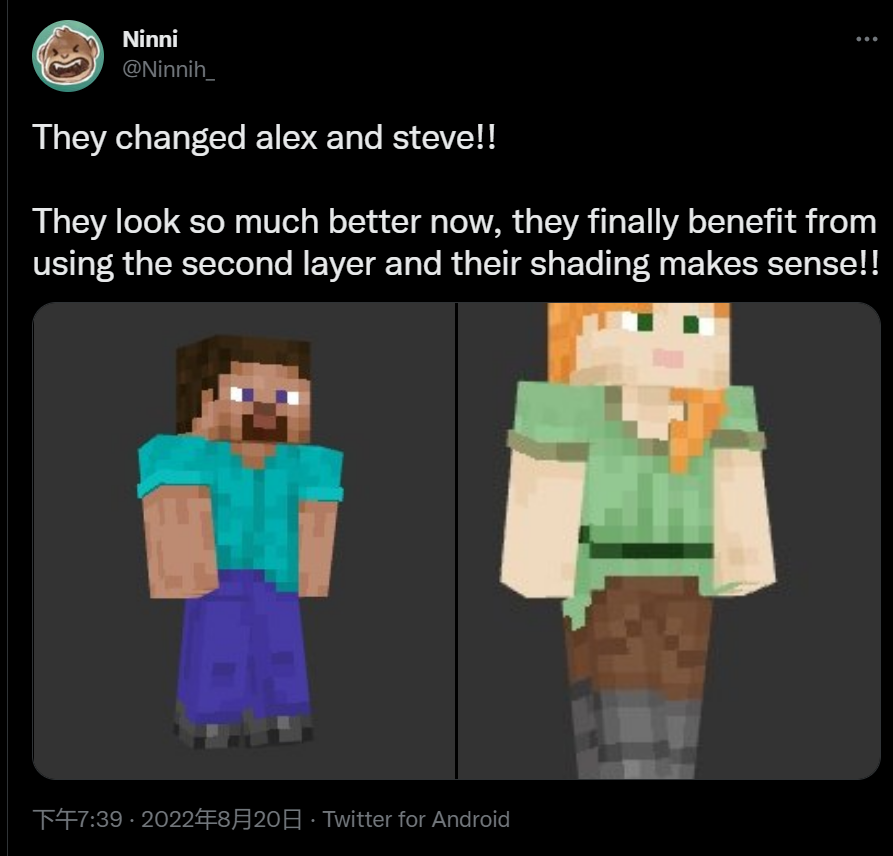 Ninni
@Ninnih_
They changed alex and steve!!
They look so much better now, they finally benefit from
using the second layer and their shading makes sense!!
下午7:39 · 2022年8月20日 · Twitter for Android